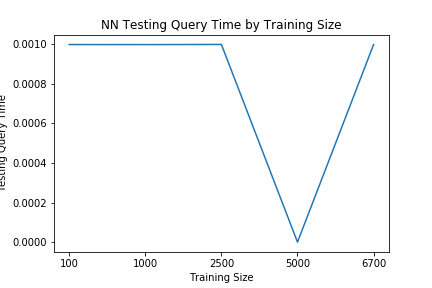 NN Testing Query Time by Training Size
Testing Query Time
0.0010
0.0008
0.0006
0.0004
0.0002
0.0000
100 1000 2500 5000 6700
Training Size